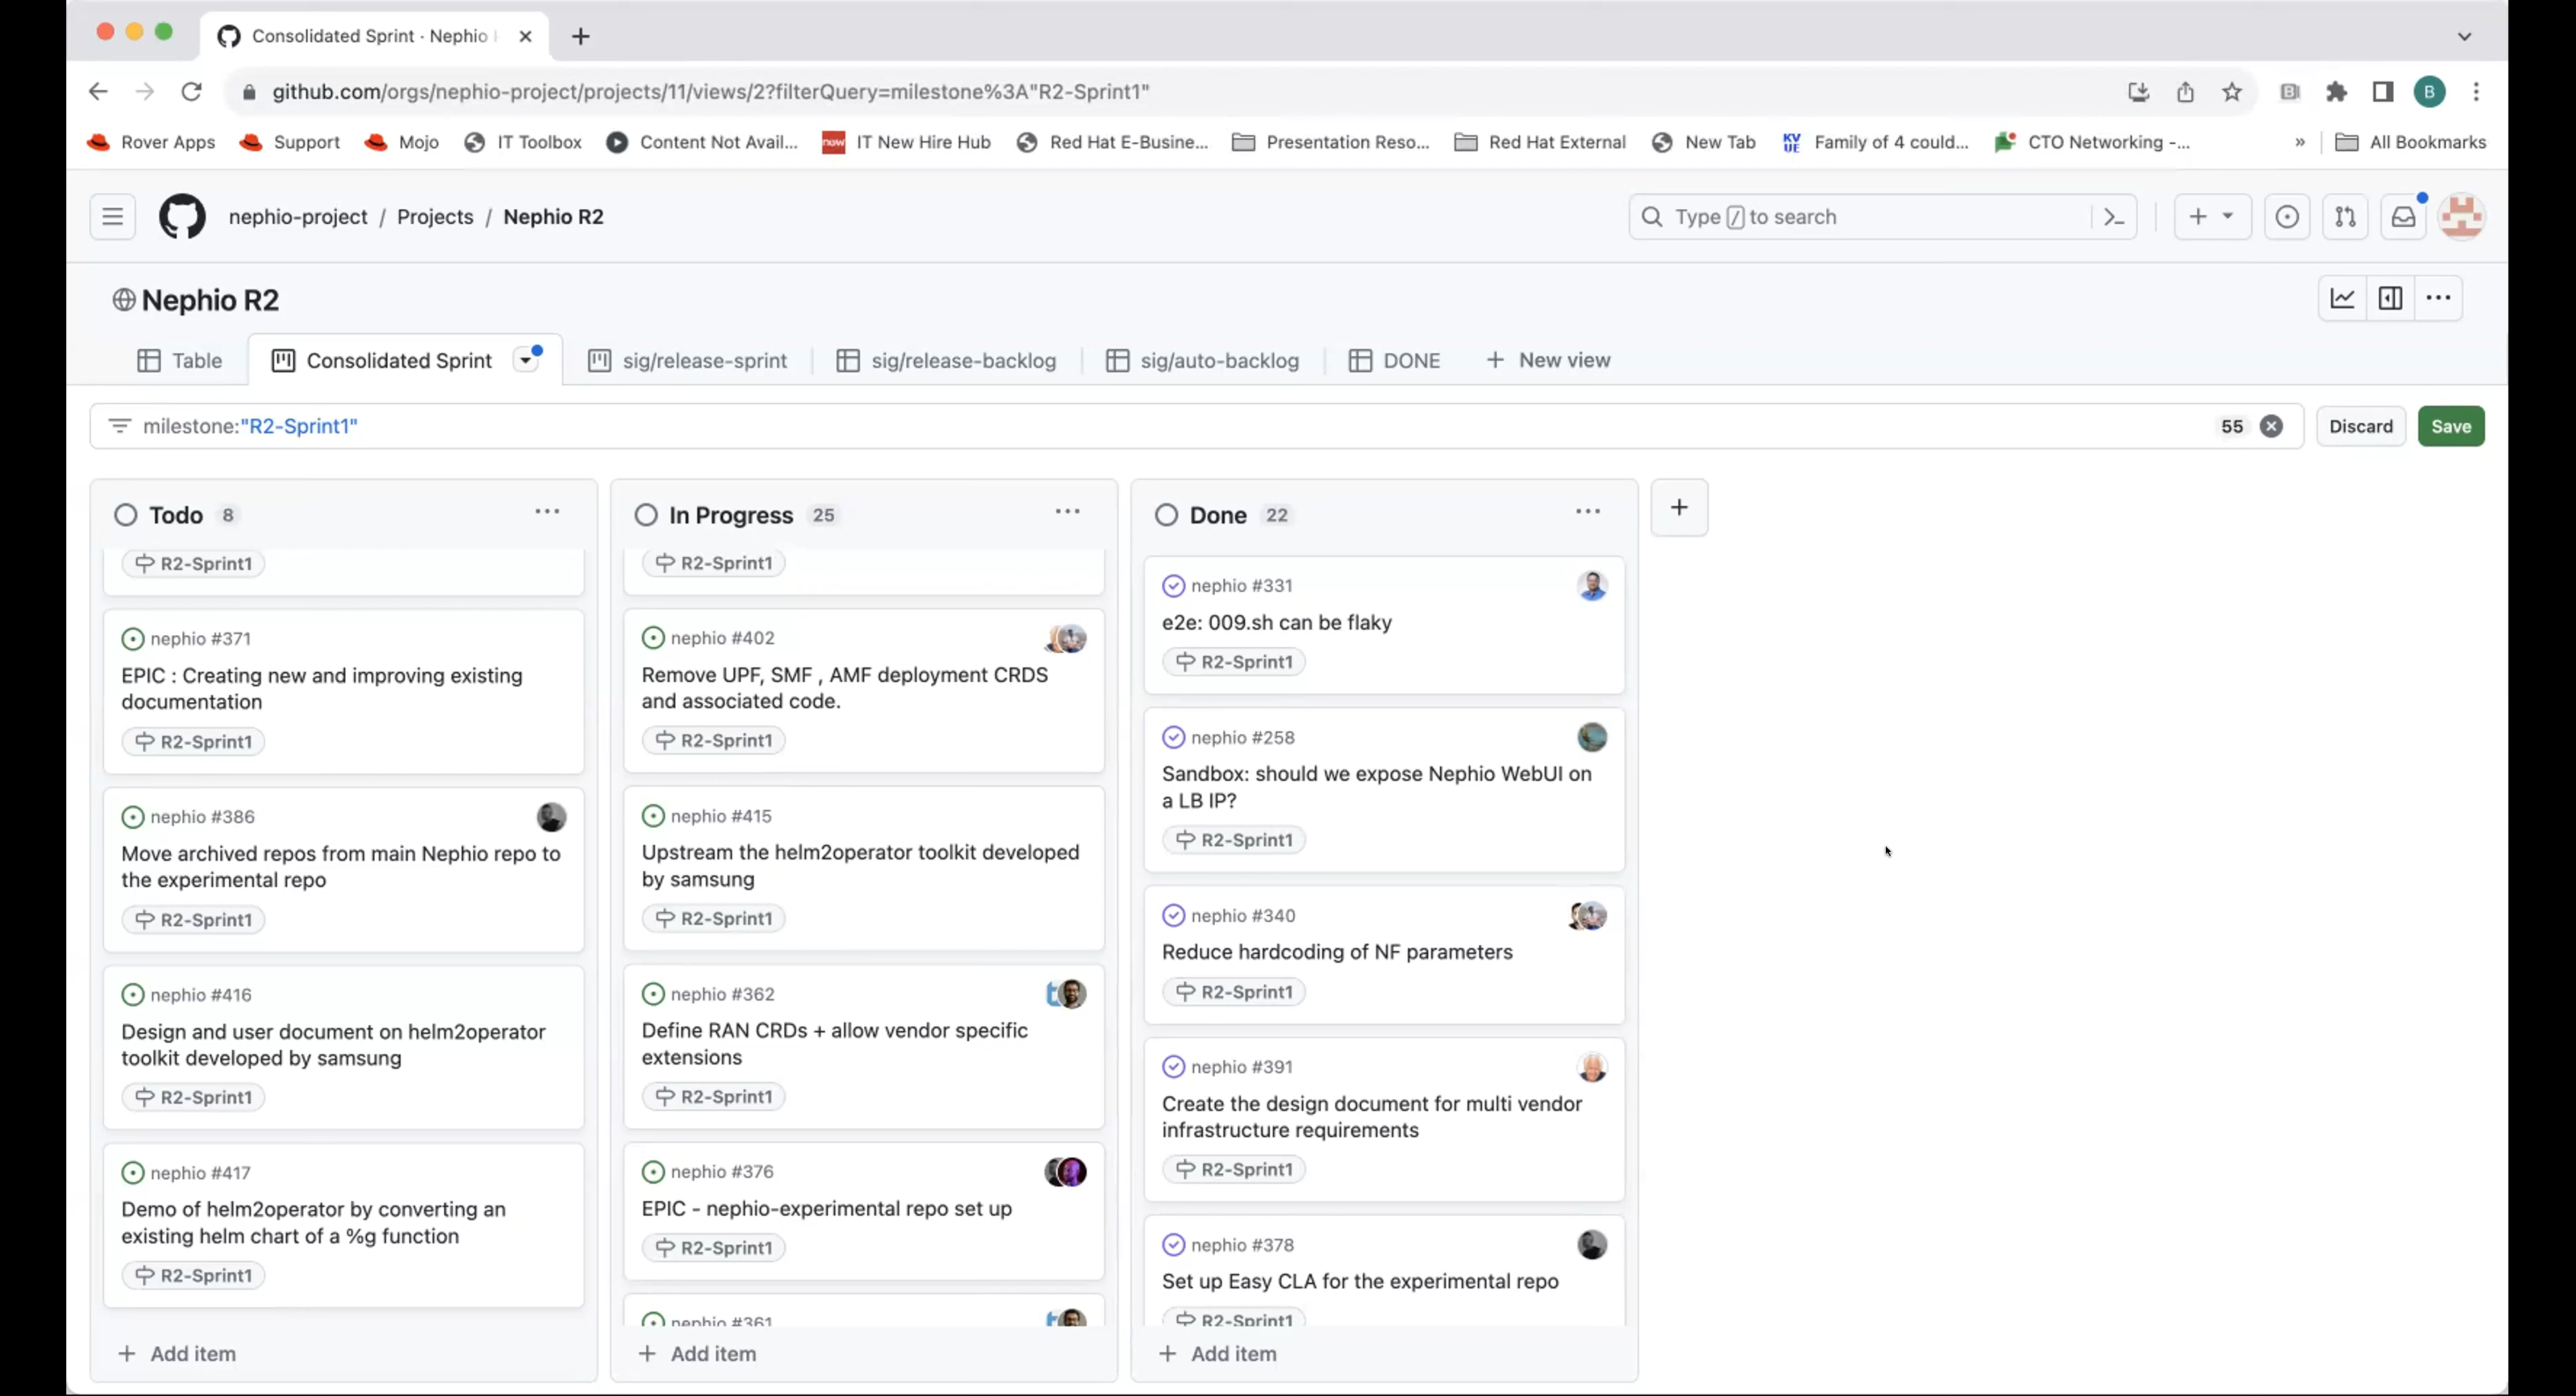 Consolidated Sprint · Nephio
github.com/orgs/nephio-project/projects/11/views/2?filterQuery=milestone%3A"R2-Sprint1"
B
Rover Apps
Support
Mojo
IT Toolbox
Content Not Avail...
now
IT New Hire Hub
Red Hat E-Busine...
Presentation Reso...
Red Hat External
New Tab
KV
UE
Family of 4 could...
CTO Networking -...
»
All Bookmarks
nephio-project / Projects / Nephio R2
Type / to search
Nephio R2
Table
Consolidated Sprint
sig/release-sprint
sig/release-backlog
sig/auto-backlog
DONE
+ New view
milestone:"R2-Sprint1"
55
Discard
Save
Todo 8
R2-Sprint1
nephio #371
EPIC : Creating new and improving existing
documentation
R2-Sprint1
nephio #386
Move archived repos from main Nephio repo to
the experimental repo
R2-Sprint1
nephio #416
Design and user document on helm2operator
toolkit developed by samsung
R2-Sprint1
nephio #417
Demo of helm2operator by converting an
existing helm chart of a %g function
R2-Sprint1
+ Add item
In Progress 25
R2-Sprint1
nephio #402
Remove UPF, SMF , AMF deployment CRDS
and associated code.
R2-Sprint1
nephio #415
Upstream the helm2operator toolkit developed
by samsung
R2-Sprint1
nephio #362
Define RAN CRDs + allow vendor specific
extensions
R2-Sprint1
nephio #376
EPIC - nephio-experimental repo set up
R2-Sprint1
nephio #361
+ Add item
Done 22
nephio #331
e2e: 009.sh can be flaky
R2-Sprint1
nephio #258
Sandbox: should we expose Nephio WebUI on
a LB IP?
R2-Sprint1
nephio #340
Reduce hardcoding of NF parameters
R2-Sprint1
nephio #391
Create the design document for multi vendor
infrastructure requirements
R2-Sprint1
nephio #378
Set up Easy CLA for the experimental repo
R2-Sprint1
+ Add item